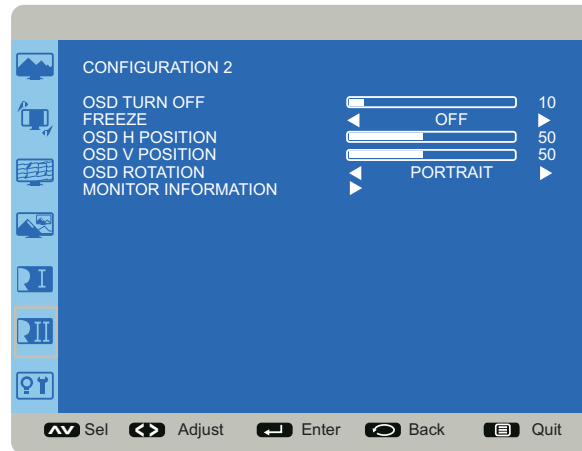 CONFIGURATION 2
OSD TURN OFF 10
FREEZE OFF
OSD H POSITION 50
OSD V POSITION 50
OSD ROTATION PORTRAIT
MONITOR INFORMATION
I
II
Sel Adjust Enter Back Quit